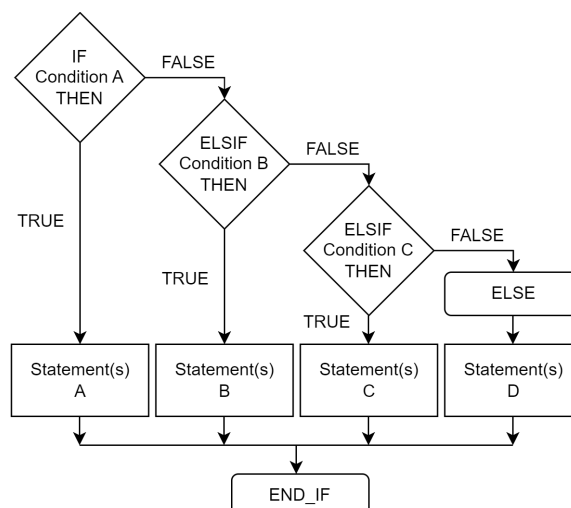 IF
Condition A
THEN
FALSE
ELSIF
Condition B
THEN
FALSE
TRUE
ELSIF
Condition C
THEN
FALSE
TRUE
ELSE
TRUE
Statement(s)
A
Statement(s)
B
Statement(s)
C
Statement(s)
D
END_IF